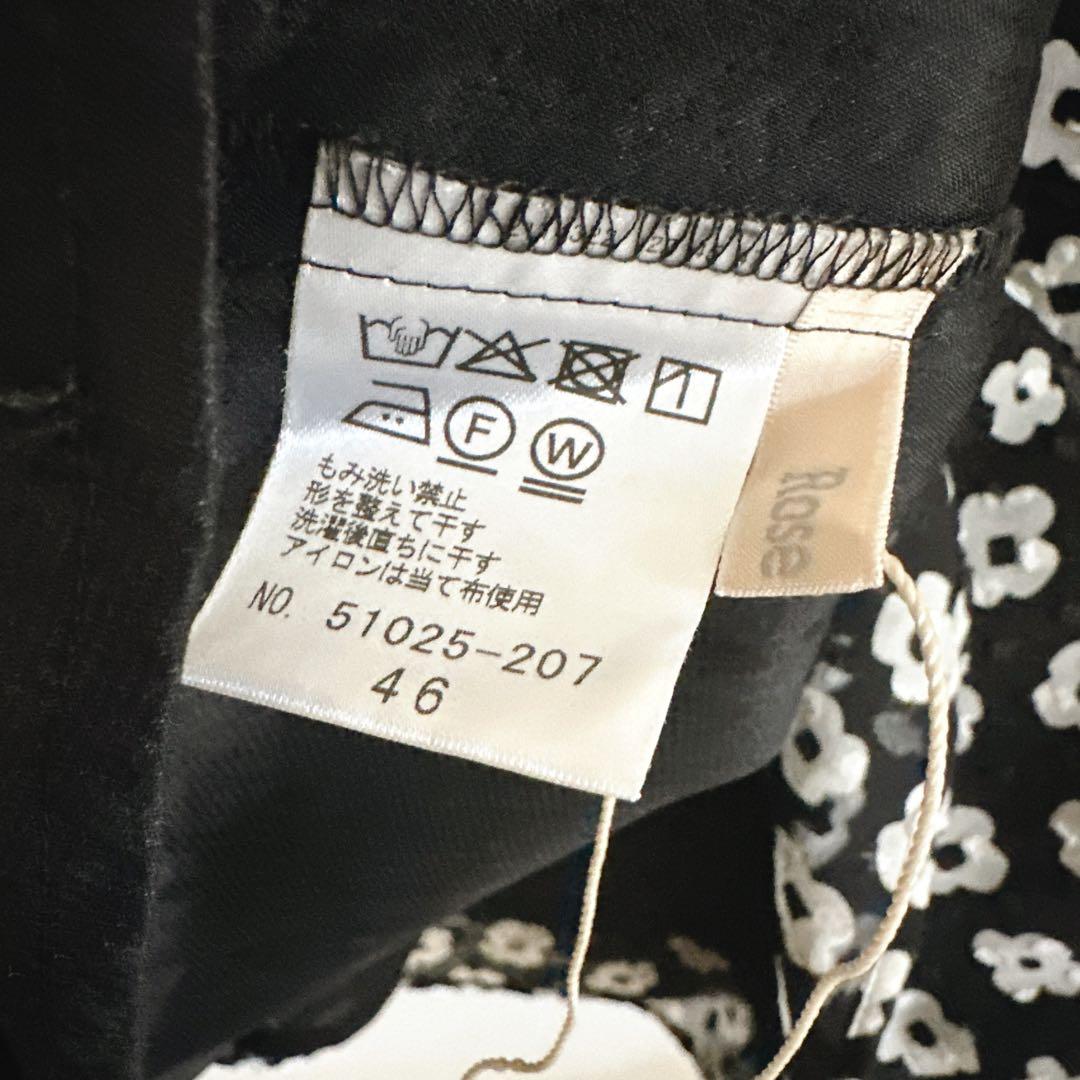 F W
もみ洗い禁止
形を整えて干す
洗濯後直ちに干す
アイロンは当て布使用
NO. 51025-207
46
Rose